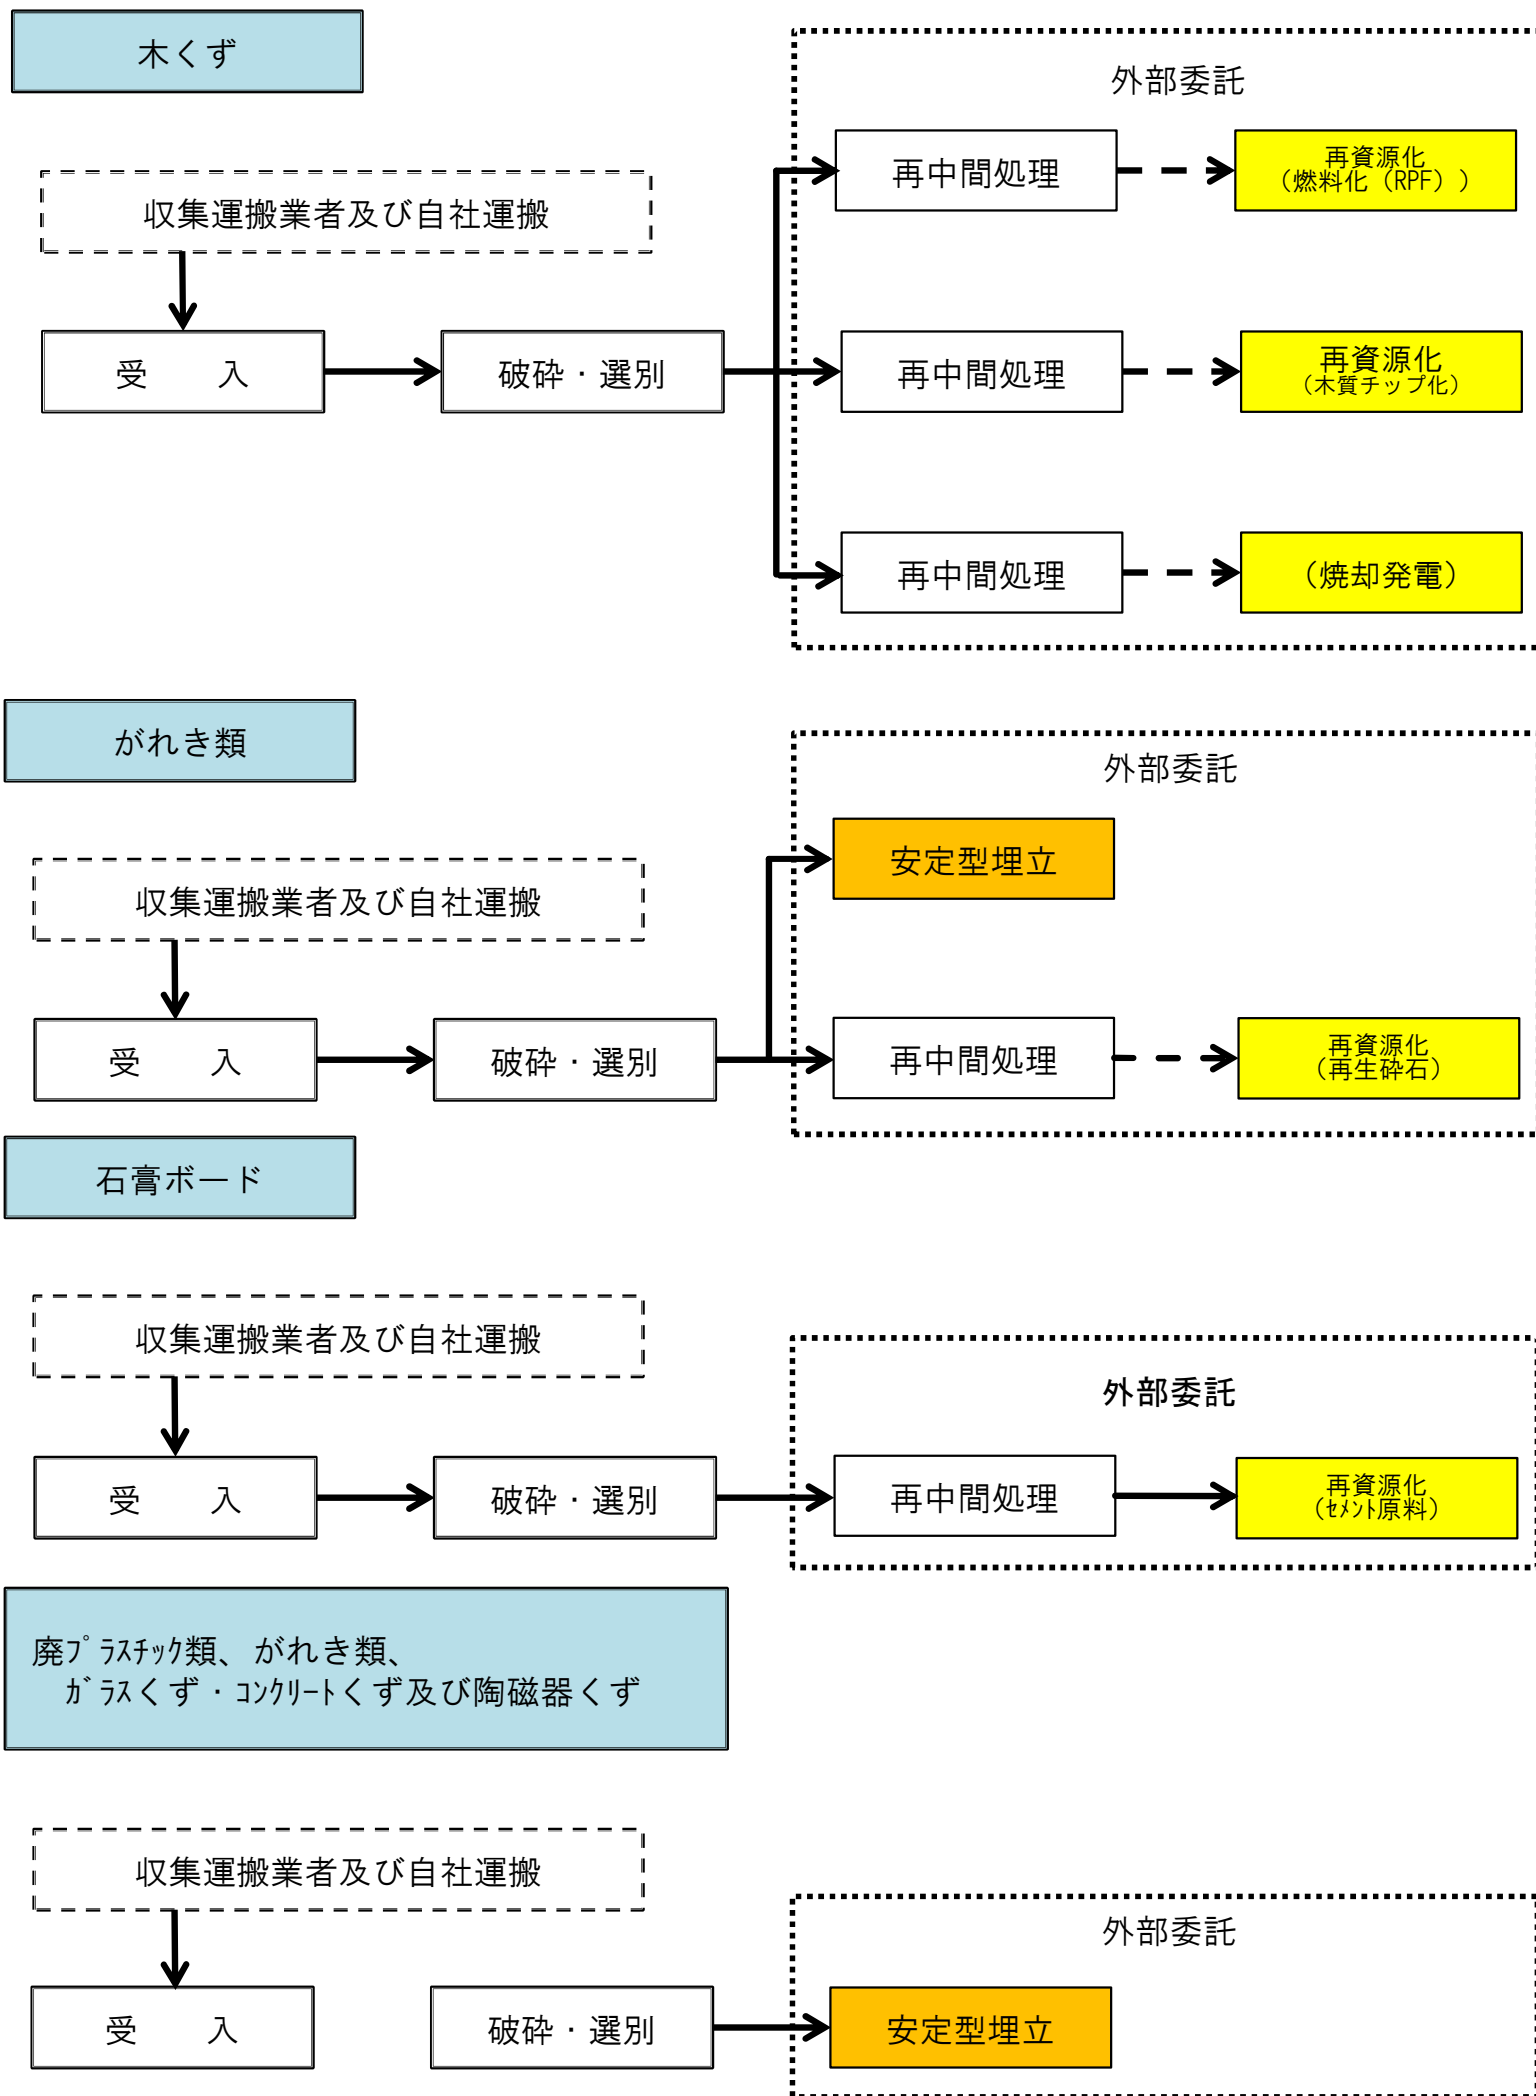 木くず
外部委託
収集運搬業者及び自社運搬
再中間処理
再資源化
（燃料化（RPF））
受　　入
破砕・選別
再中間処理
再資源化
（木質チップ化）
再中間処理
（焼却発電）
がれき類
外部委託
安定型埋立
収集運搬業者及び自社運搬
受　　入
破砕・選別
再中間処理
再資源化
（再生砕石）
石膏ボード
収集運搬業者及び自社運搬
外部委託
受　　入
破砕・選別
再中間処理
再資源化
（ｾﾒﾝﾄ原料）
廃ﾌﾟﾗｽﾁｯｸ類、がれき類、
ｶﾞﾗｽくず・ｺﾝｸﾘｰﾄくず及び陶磁器くず
収集運搬業者及び自社運搬
外部委託
受　　入
破砕・選別
安定型埋立